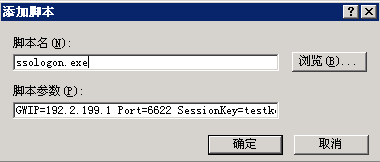 添加脚本
脚本名(N):
ssologon.exe
浏览(B)...
脚本参数(P):
GWIP=192.2.199.1 Port=6622 SessionKey=testk
确定
取消